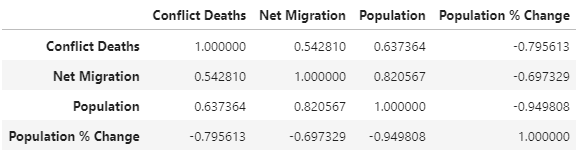 Conflict Deaths Net Migration Population Population % Change
Conflict Deaths 1.000000 0.542810 0.637364 -0.795613
Net Migration 0.542810 1.000000 0.820567 -0.697329
Population 0.637364 0.820567 1.000000 -0.949808
Population % Change -0.795613 -0.697329 -0.949808 1.000000